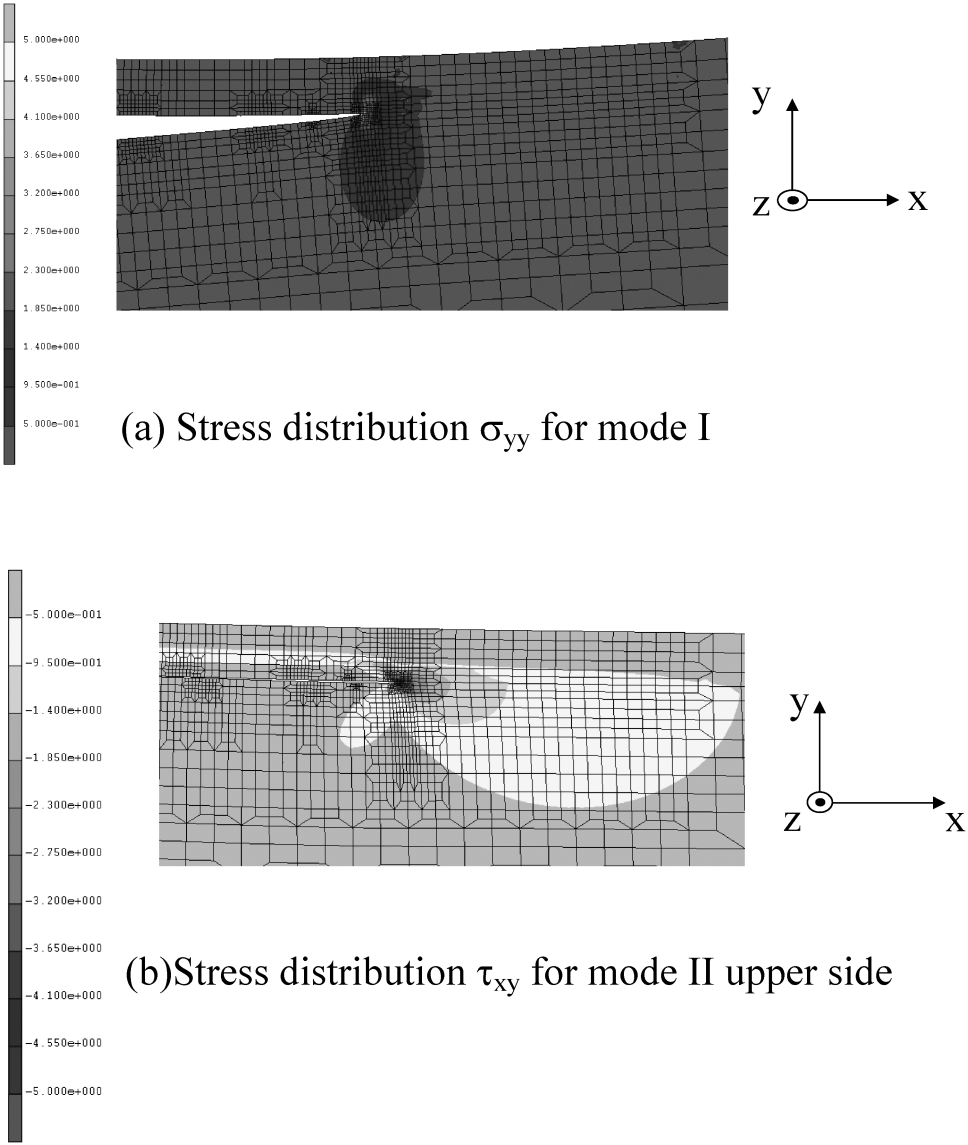 5.000e+000
4.550e+000
4.100e+000
3.650e+000
3.200e+000
2.750e+000
2.300e+000
1.850e+000
1.400e+000
9.500e-001
5.000e-001
y
z
x
(a) Stress distribution σyy for mode I
-5.000e-001
-9.500e-001
-1.400e+000
-1.850e+000
-2.300e+000
-2.750e+000
-3.200e+000
-3.650e+000
-4.100e+000
-4.550e+000
-5.000e+000
y
z
x
(b)Stress distribution τxy for mode II upper side